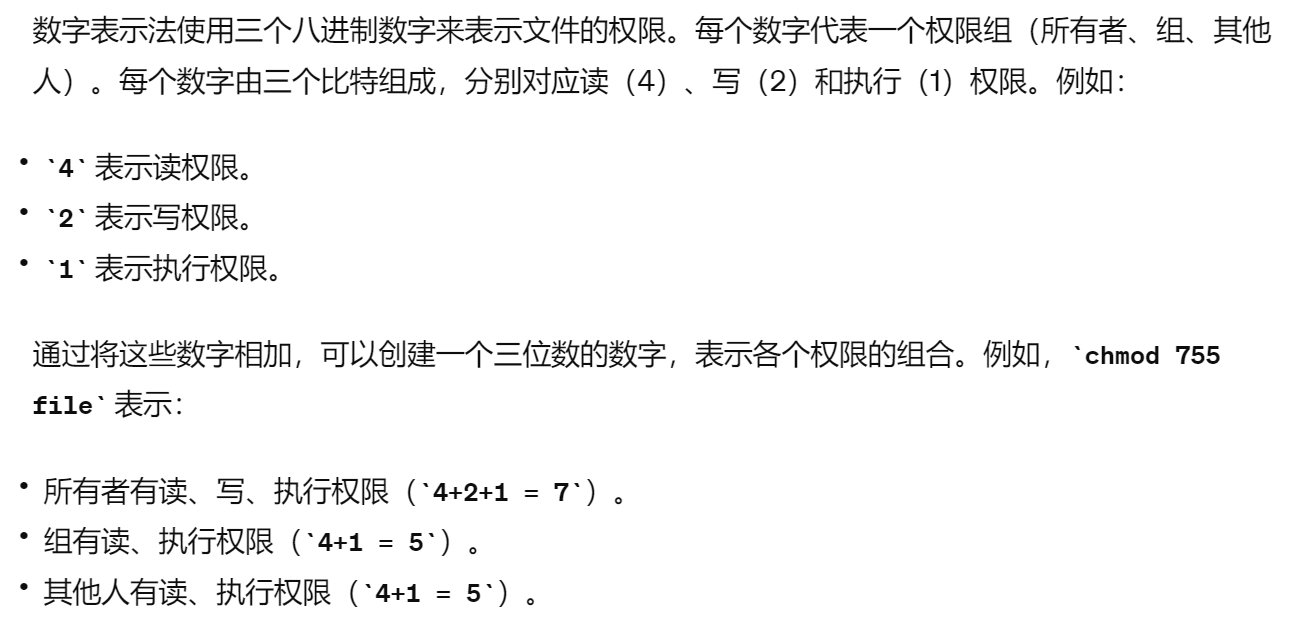 数字表示法使用三个八进制数字来表示文件的权限。每个数字代表一个权限组（所有者、组、其他
人）。每个数字由三个比特组成，分别对应读（4）、写（2）和执行（1）权限。例如：
• `4` 表示读权限。
• `2` 表示写权限。
• `1` 表示执行权限。
通过将这些数字相加，可以创建一个三位数的数字，表示各个权限的组合。例如，`chmod 755
file` 表示：
• 所有者有读、写、执行权限（`4+2+1 = 7`）。
• 组有读、执行权限（`4+1 = 5`）。
• 其他人有读、执行权限（`4+1 = 5`）。